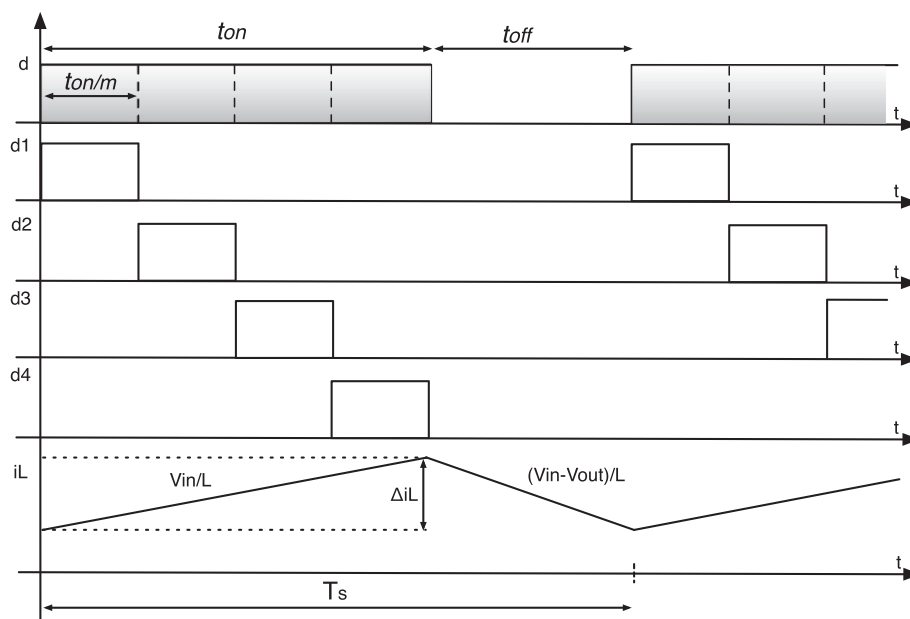 ton
toff
d
ton/m
t
d1
t
d2
t
d3
t
d4
t
iL
Vin/L
ΔiL
(Vin-Vout)/L
t
Ts